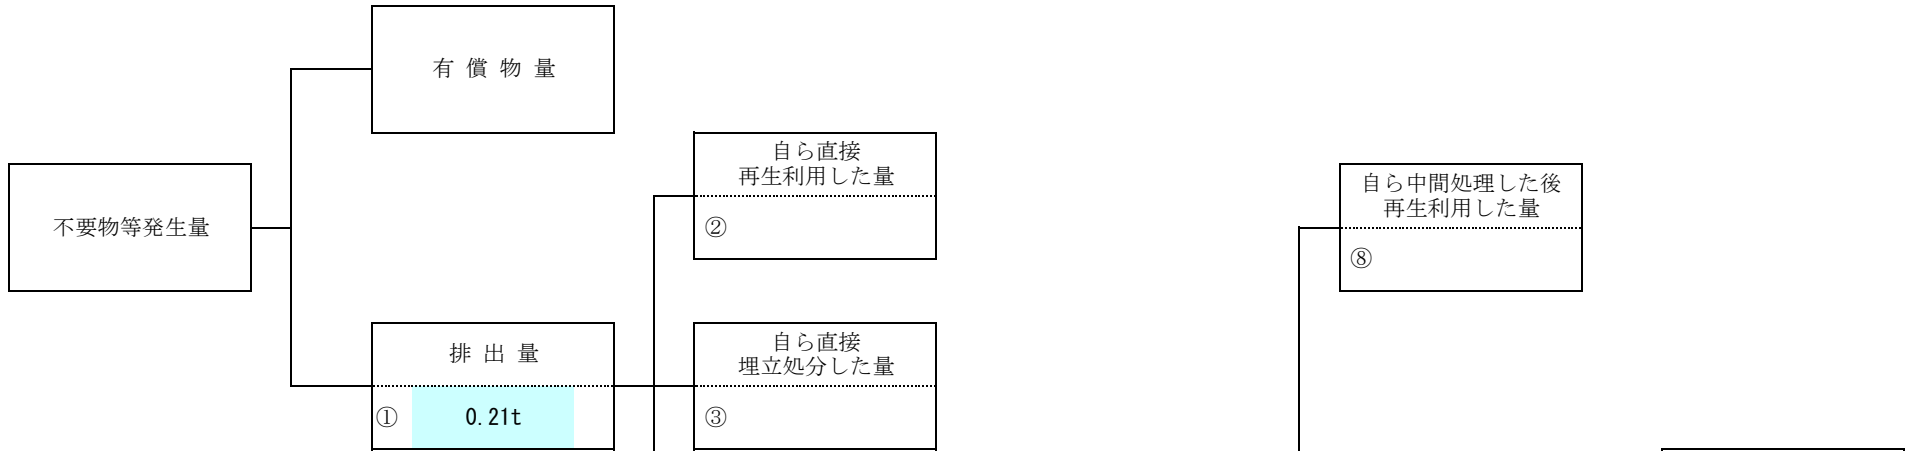 有 償 物 量
自ら直接
再生利用した量
②
自ら中間処理した後
再生利用した量
⑧
不要物等発生量
排 出 量
① 0.21t
自ら直接
埋立処分した量
③